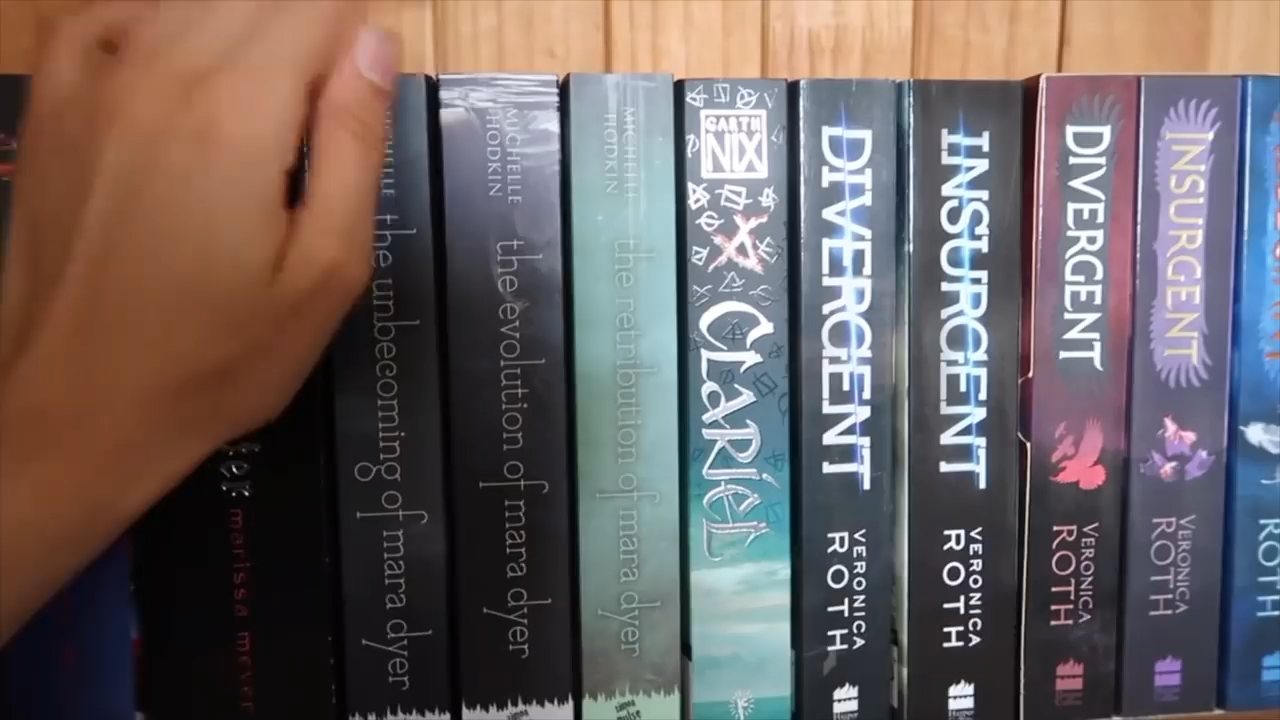 marissa meyer
the unbecoming of mara dyer
MICHELLE
HODKIN
the evolution of mara dyer
MICHELLE
HODKIN
the retribution of mara dyer
GARTH
NIX
CLARIEL
DIVERGENT
VERONICA
ROTH
INSURGENT
VERONICA
ROTH
DIVERGENT
VERONICA
ROTH
INSURGENT
VERONICA
ROTH
ROTH